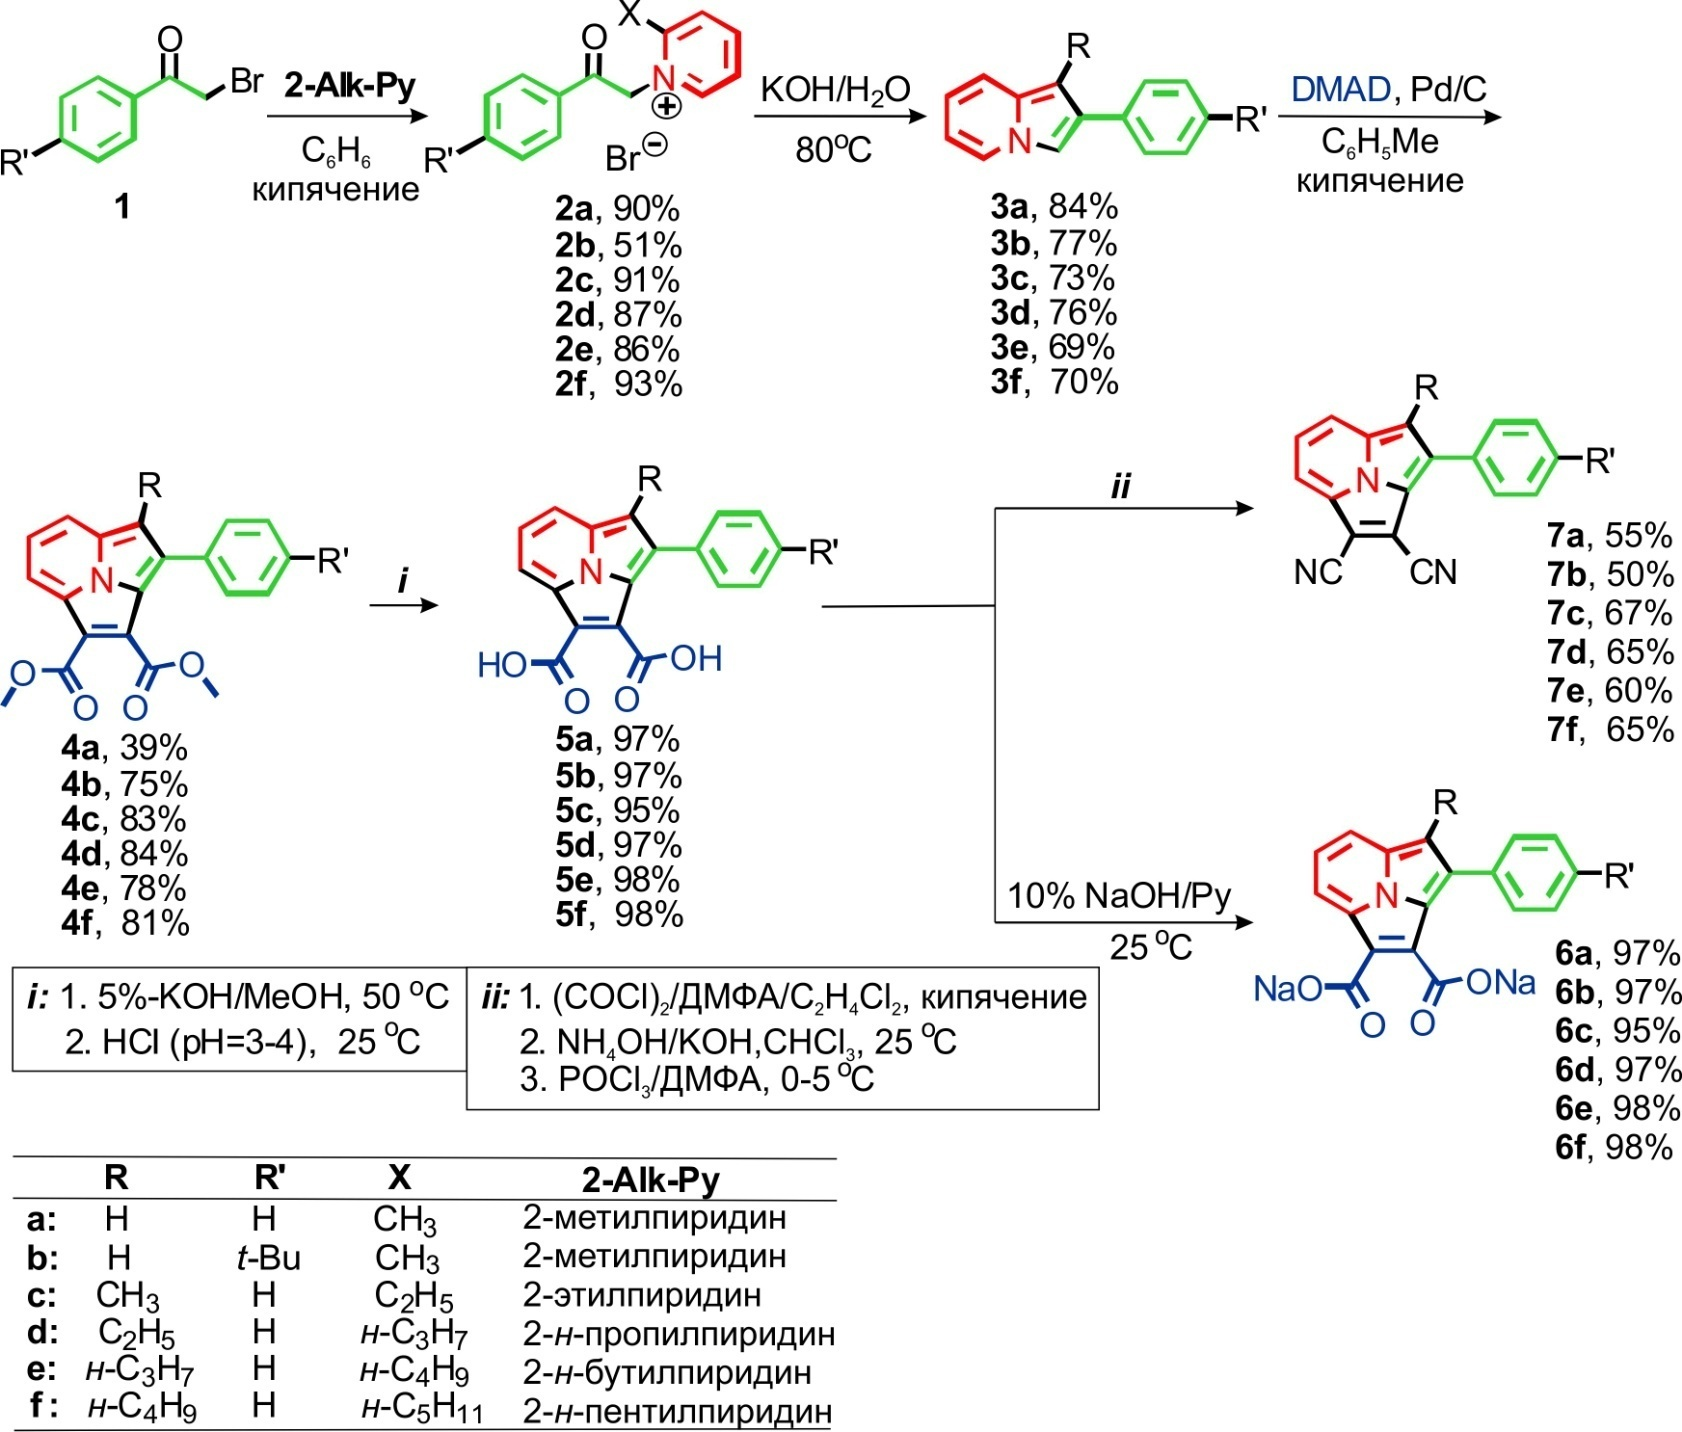 O
Br
R'
1
2-Alk-Py
C₆H₆
кипячение
X
O
N
⊕
R'
Br⊖
2a, 90%
2b, 51%
2c, 91%
2d, 87%
2e, 86%
2f, 93%
KOH/H₂O
80°C
R
N
R'
3a, 84%
3b, 77%
3c, 73%
3d, 76%
3e, 69%
3f, 70%
DMAD, Pd/C
C₆H₅Me
кипячение
R
N
R'
O
O
O
O
4a, 39%
4b, 75%
4c, 83%
4d, 84%
4e, 78%
4f, 81%
i
R
N
R'
HO
OH
O
O
5a, 97%
5b, 97%
5c, 95%
5d, 97%
5e, 98%
5f, 98%
ii
R
N
R'
NC
CN
7a, 55%
7b, 50%
7c, 67%
7d, 65%
7e, 60%
7f, 65%
10% NaOH/Py
25 °C
R
N
R'
NaO
ONa
O
O
6a, 97%
6b, 97%
6c, 95%
6d, 97%
6e, 98%
6f, 98%
i: 1. 5%-KOH/MeOH, 50 °C
2. HCl (pH=3-4), 25 °C
ii: 1. (COCl)₂/ДМФА/C₂H₄Cl₂, кипячение
2. NH₄OH/KOH,CHCl₃, 25 °C
3. POCl₃/ДМФА, 0-5 °C
R R' X 2-Alk-Py
a: H H CH₃ 2-метилпиридин
b: H t-Bu CH₃ 2-метилпиридин
c: CH₃ H C₂H₅ 2-этилпиридин
d: C₂H₅ H н-C₃H₇ 2-н-пропилпиридин
e: н-C₃H₇ H н-C₄H₉ 2-н-бутилпиридин
f: н-C₄H₉ H н-C₅H₁₁ 2-н-пентилпиридин